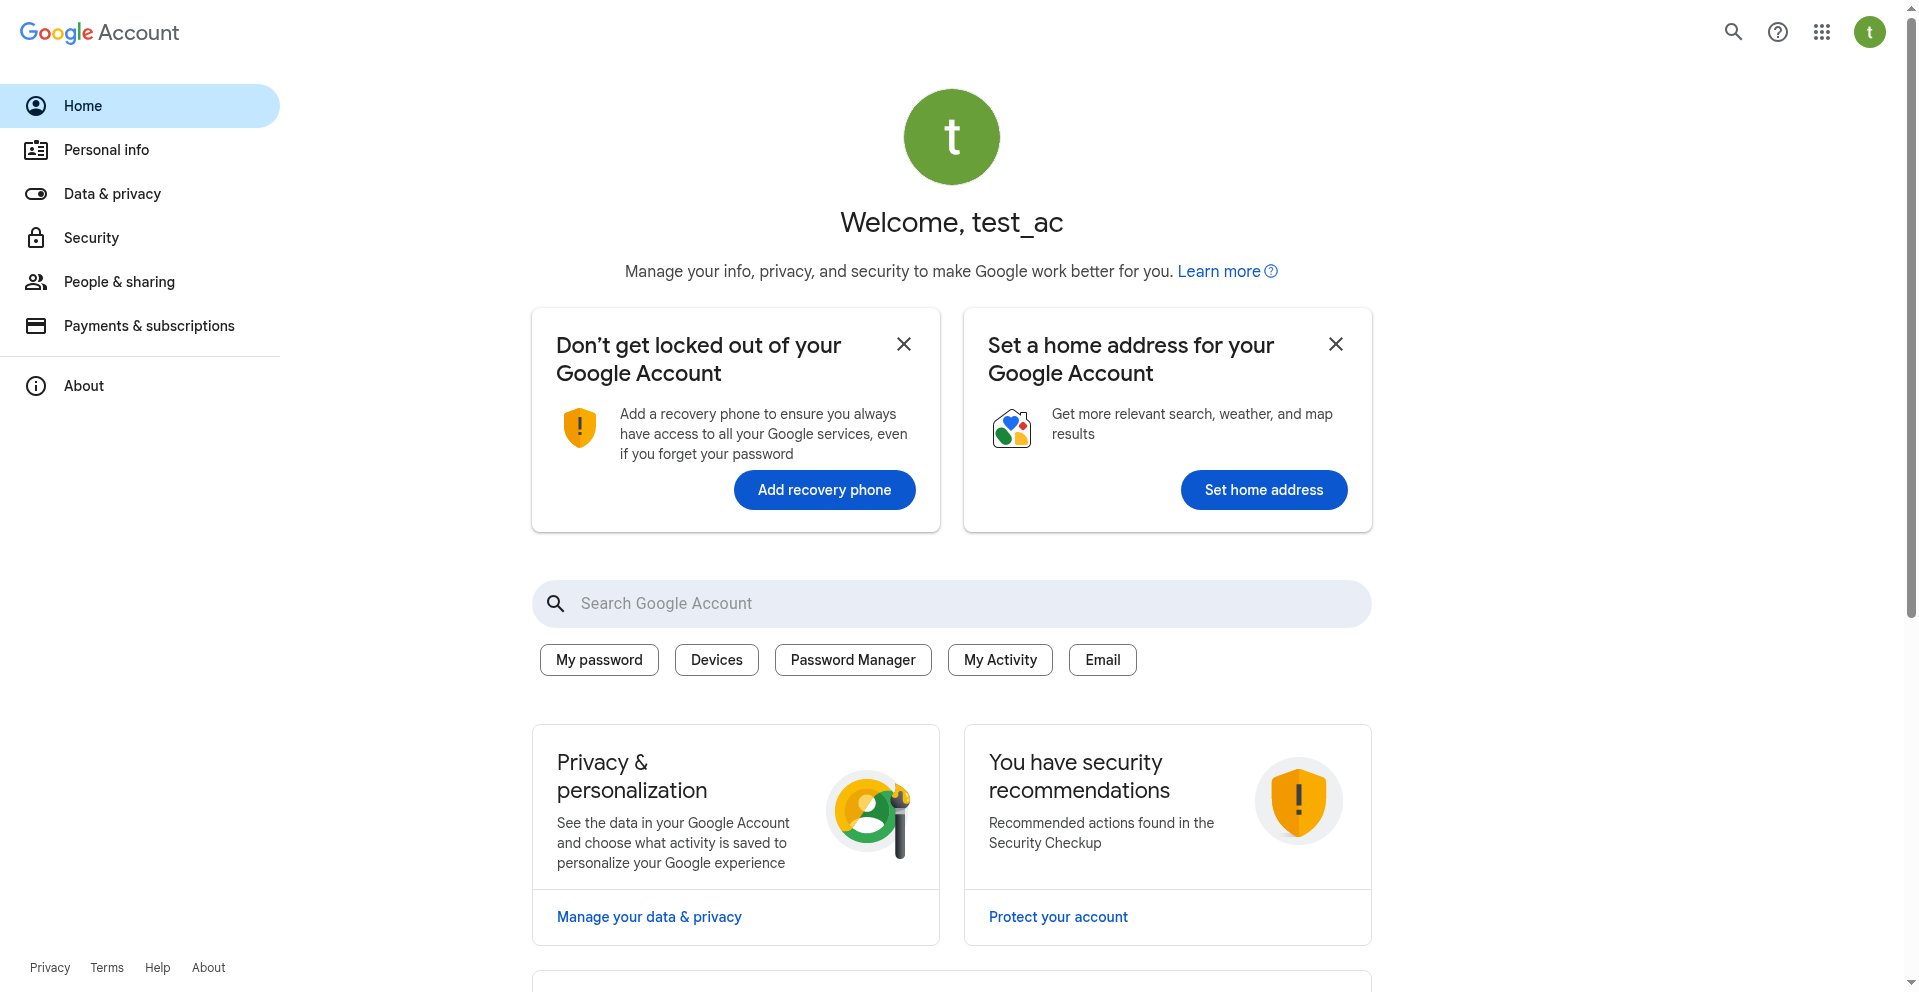 Google Account
t
Home
Personal info
Data & privacy
Security
People & sharing
Payments & subscriptions
About
t
Welcome, test_ac
Manage your info, privacy, and security to make Google work better for you. Learn more
Don’t get locked out of your
Google Account
Add a recovery phone to ensure you always
have access to all your Google services, even
if you forget your password
Add recovery phone
Set a home address for your
Google Account
Get more relevant search, weather, and map
results
Set home address
Search Google Account
My password
Devices
Password Manager
My Activity
Email
Privacy &
personalization
See the data in your Google Account
and choose what activity is saved to
personalize your Google experience
Manage your data & privacy
You have security
recommendations
Recommended actions found in the
Security Checkup
Protect your account
Privacy
Terms
Help
About